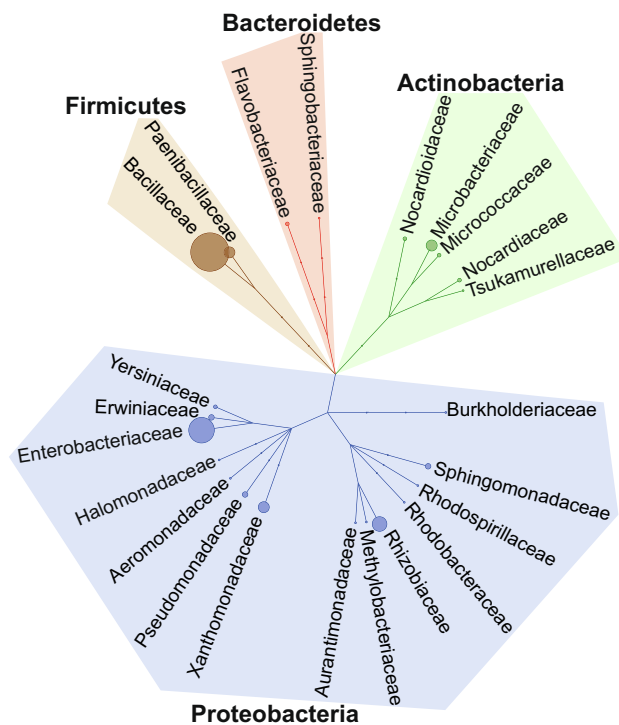 Bacteroidetes
Firmicutes
Actinobacteria
Bacillaceae
Paenibacillaceae
Flavobacteriaceae
Sphingobacteriaceae
Nocardioidaceae
Microbacteriaceae
Micrococcaceae
Nocardiaceae
Tsukamurellaceae
Yersiniaceae
Erwiniaceae
Enterobacteriaceae
Halomonadaceae
Aeromonadaceae
Pseudomonadaceae
Xanthomonadaceae
Aurantimonadaceae
Methylobacteriaceae
Rhizobiaceae
Rhodobacteraceae
Rhodospirillaceae
Sphingomonadaceae
Burkholderiaceae
Proteobacteria